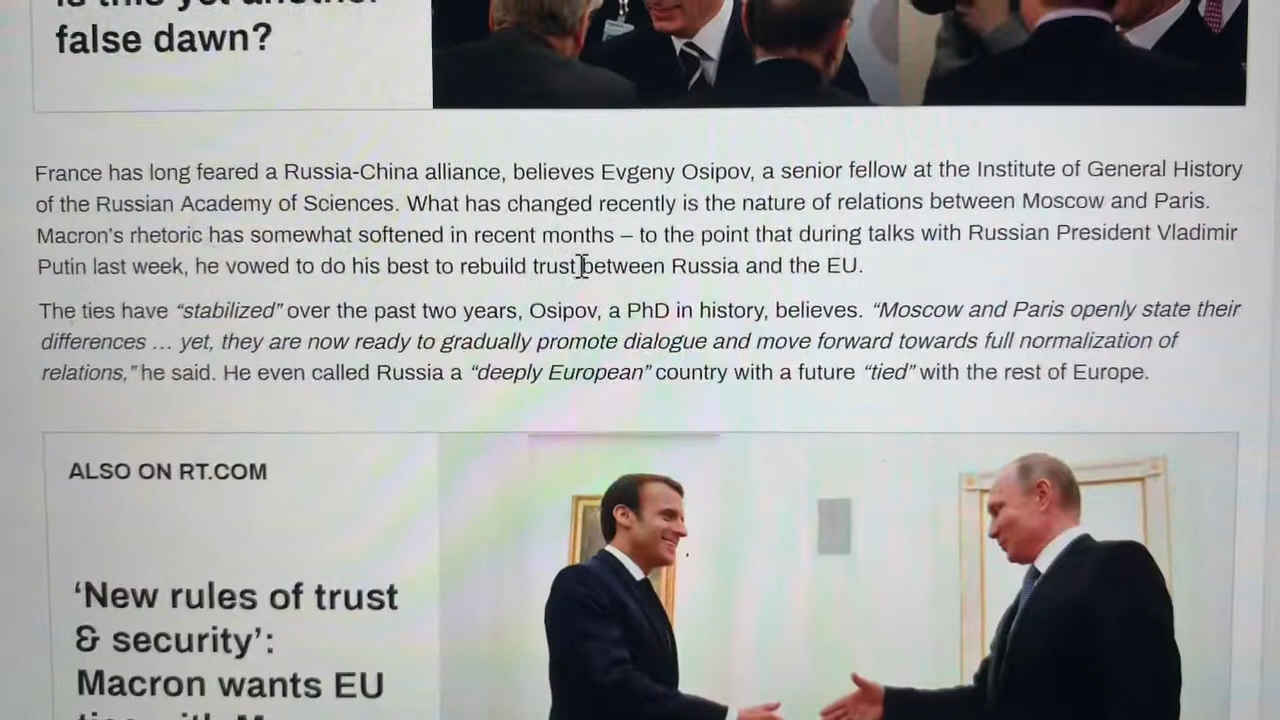 false dawn?
France has long feared a Russia-China alliance, believes Evgeny Osipov, a senior fellow at the Institute of General History
of the Russian Academy of Sciences. What has changed recently is the nature of relations between Moscow and Paris.
Macron's rhetoric has somewhat softened in recent months – to the point that during talks with Russian President Vladimir
Putin last week, he vowed to do his best to rebuild trust between Russia and the EU.
The ties have “stabilized” over the past two years, Osipov, a PhD in history, believes. “Moscow and Paris openly state their
differences … yet, they are now ready to gradually promote dialogue and move forward towards full normalization of
relations,” he said. He even called Russia a “deeply European” country with a future “tied” with the rest of Europe.
ALSO ON RT.COM
‘New rules of trust
& security’:
Macron wants EU